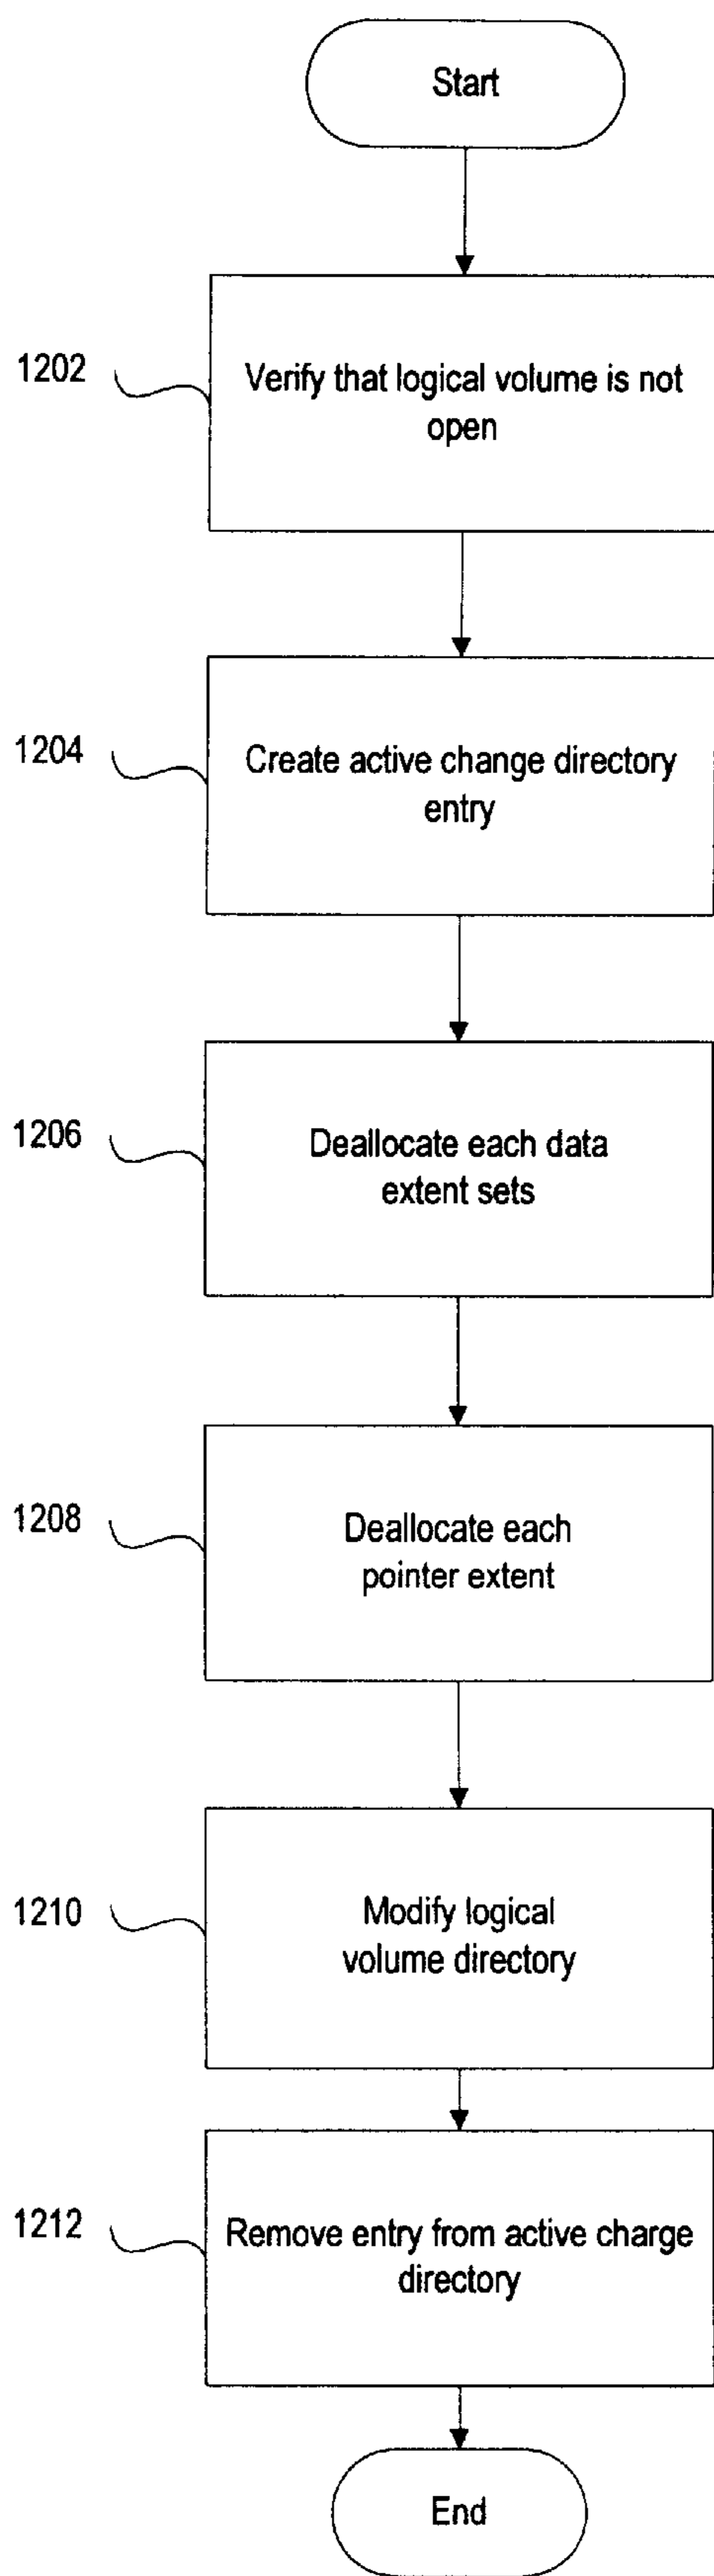 Start
1202
Verify that logical volume is not
open
1204
Create active change directory
entry
1206
Deallocate each data
extent sets
1208
Deallocate each
pointer extent
1210
Modify logical
volume directory
1212
Remove entry from active charge
directory
End